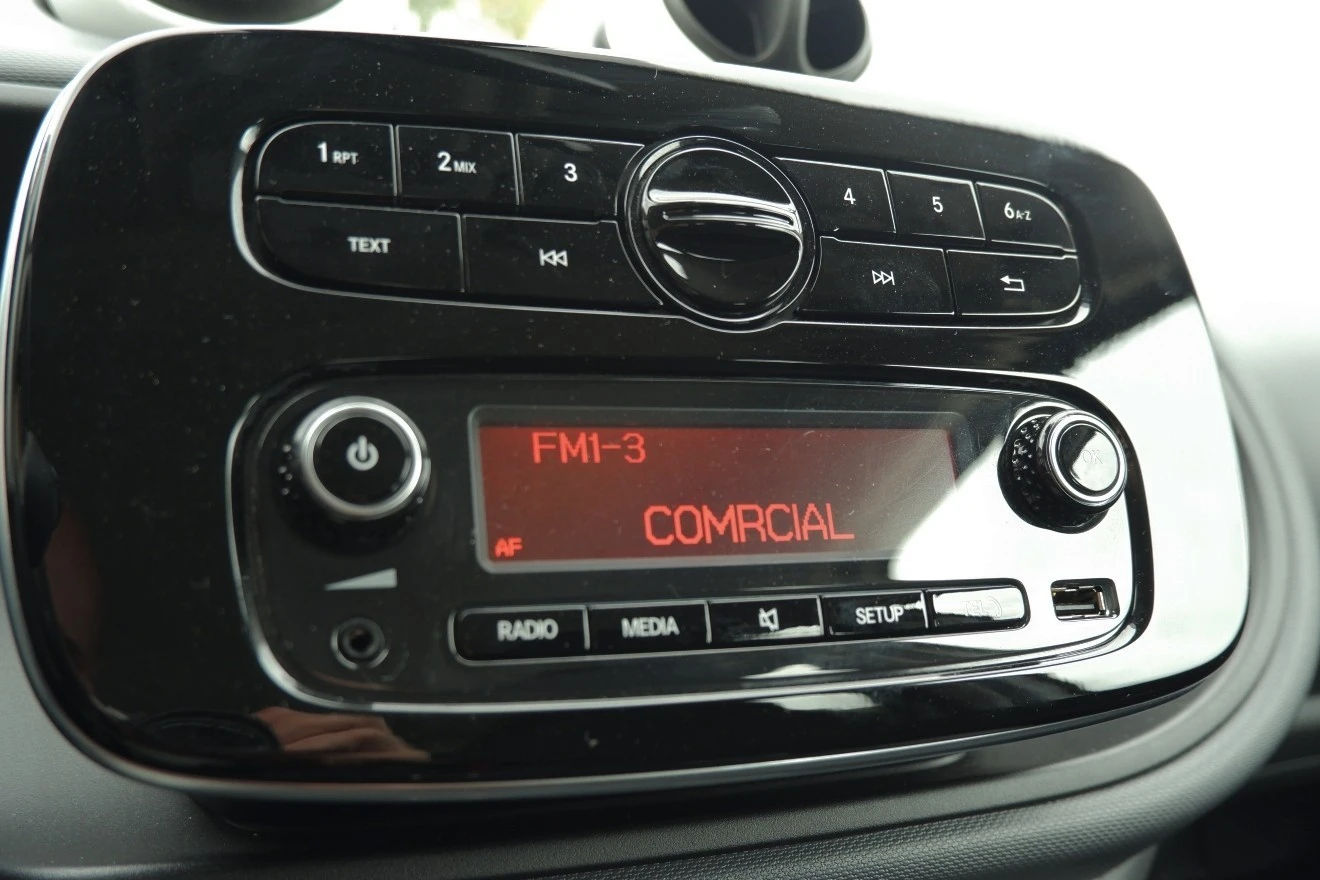 1 RPT 2 MIX 3 4 5 6 A-Z
TEXT
FM1-3
COMRCIAL
AF
OK
RADIO MEDIA SETUP